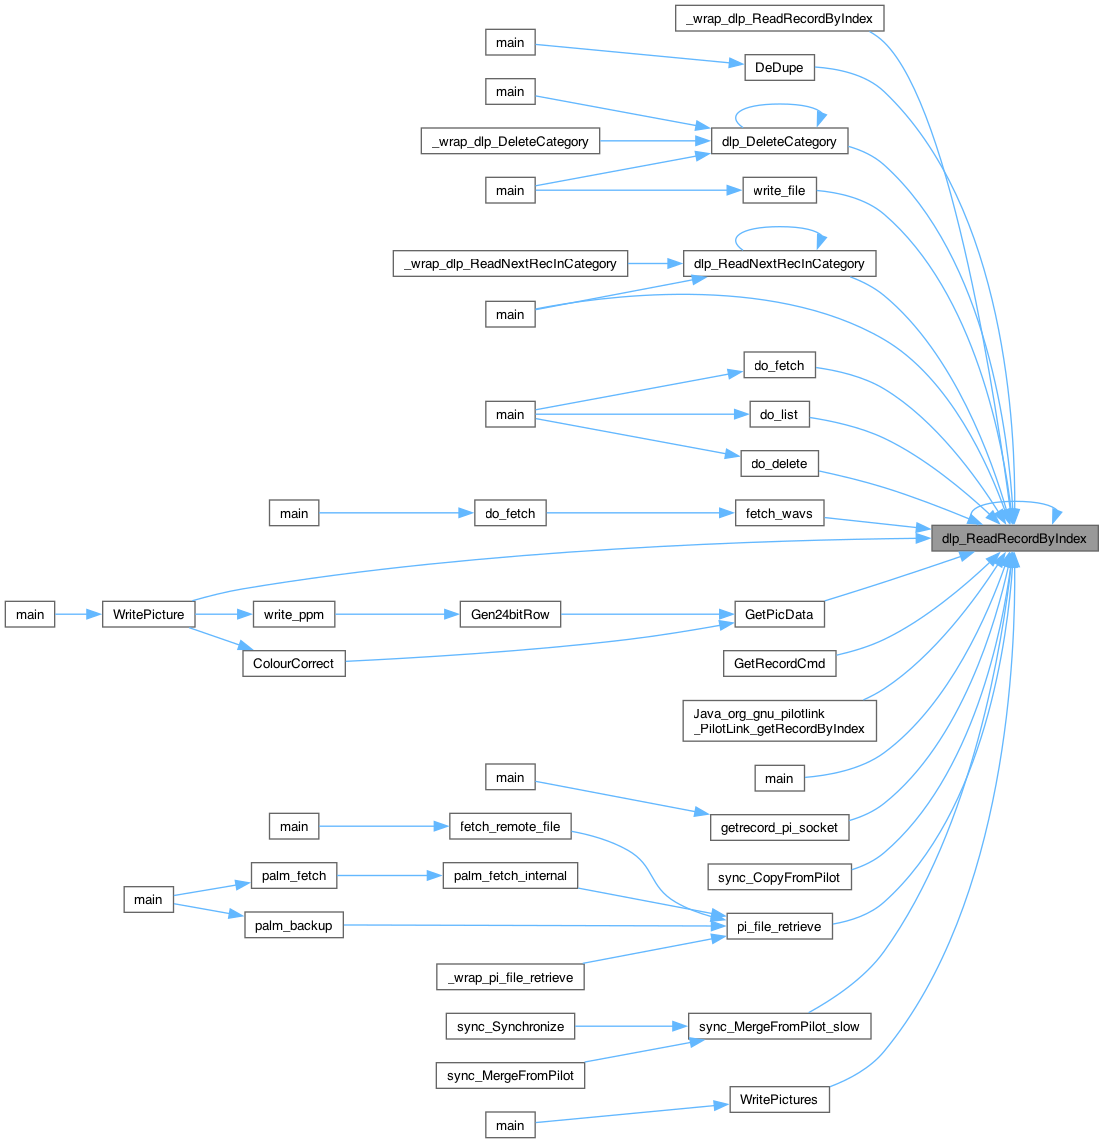 _wrap_dlp_ReadRecordByIndex
main
DeDupe
main
dlp_DeleteCategory
_wrap_dlp_DeleteCategory
main
write_file
dlp_ReadNextRecInCategory
_wrap_dlp_ReadNextRecInCategory
main
do_fetch
main
do_list
do_delete
main
do_fetch
fetch_wavs
dlp_ReadRecordByIndex
main
WritePicture
write_ppm
Gen24bitRow
GetPicData
ColourCorrect
GetRecordCmd
Java_org_gnu_pilotlink
_PilotLink_getRecordByIndex
main
main
getrecord_pi_socket
main
fetch_remote_file
sync_CopyFromPilot
palm_fetch
palm_fetch_internal
main
palm_backup
pi_file_retrieve
_wrap_pi_file_retrieve
sync_Synchronize
sync_MergeFromPilot_slow
sync_MergeFromPilot
WritePictures
main